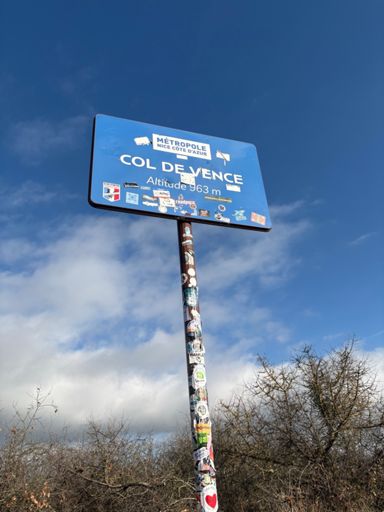 MÉTROPOLE
NICE CÔTE D'AZUR
COL DE VENCE
Altitude 963 m